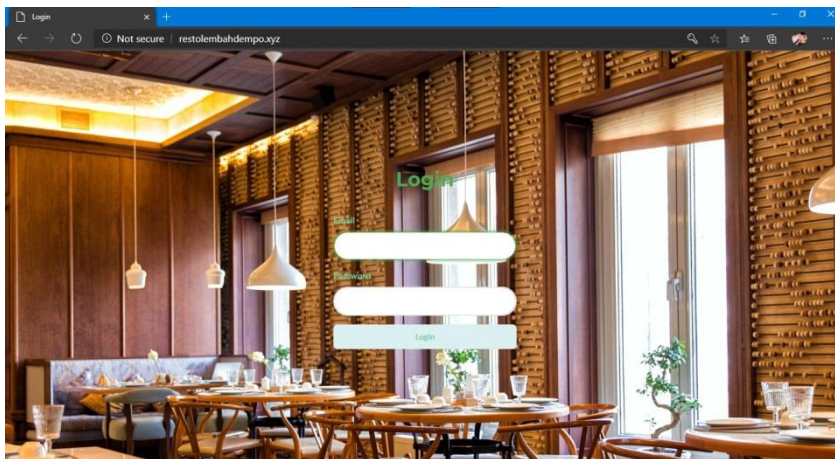 Login
Not secure | restolembahdempo.xyz
Login
Email
Password
Login